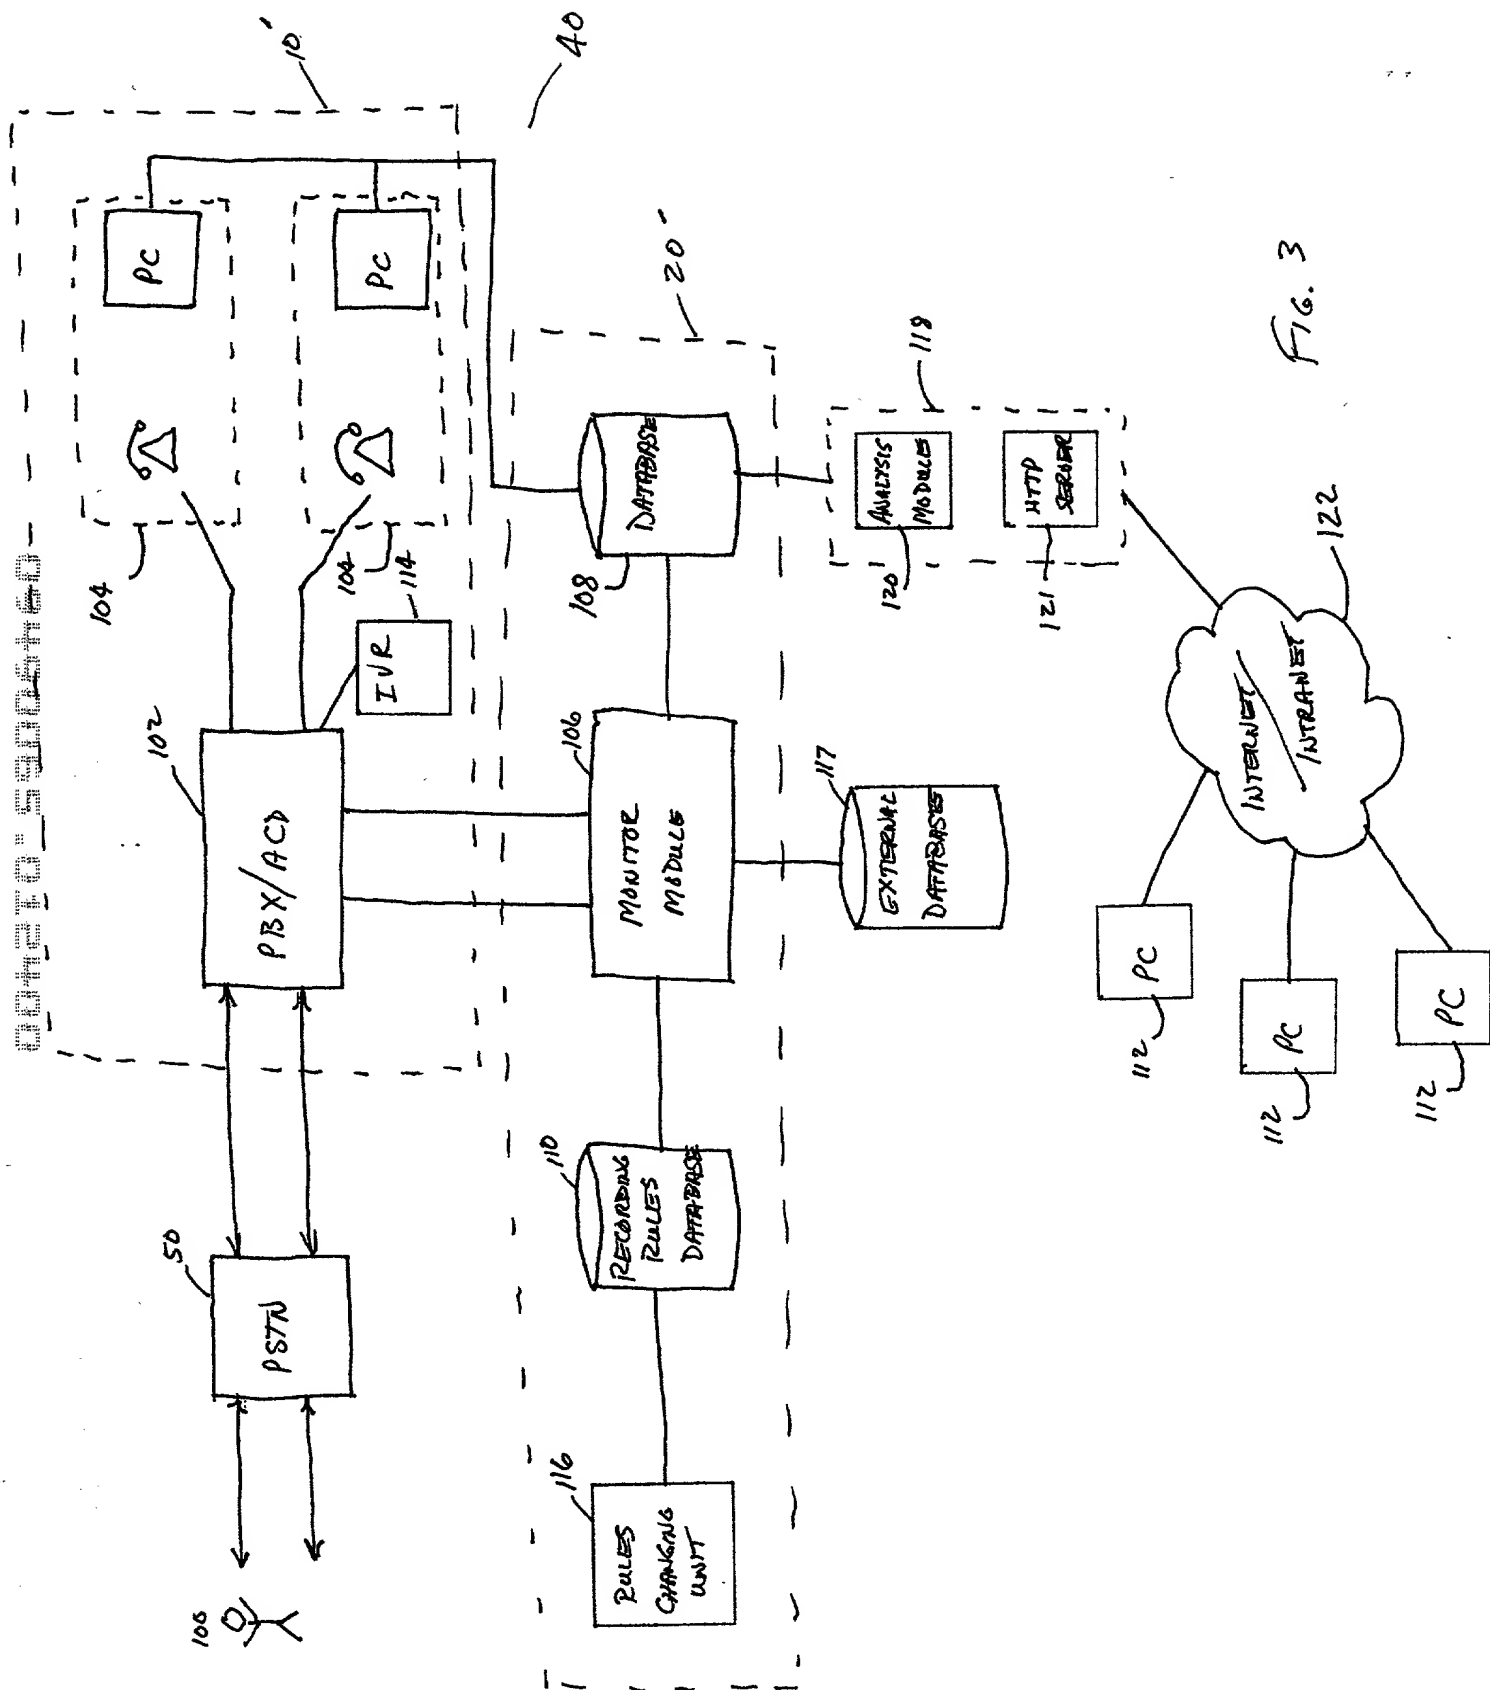 10'
40
104
PC
104
PC
102
PBX/ACD
IVR
114
50
PSTN
100
20'
108
DATABASE
106
MONITOR
MODULE
110
RECORDING
RULES
DATABASE
116
RULES
CHANGING
UNIT
117
EXTERNAL
DATABASE
118
120
ANALYSIS
MODULE
121
HTTP
SERVER
122
INTERNET/
INTRANET
PC
112
PC
112
PC
112
FIG. 3